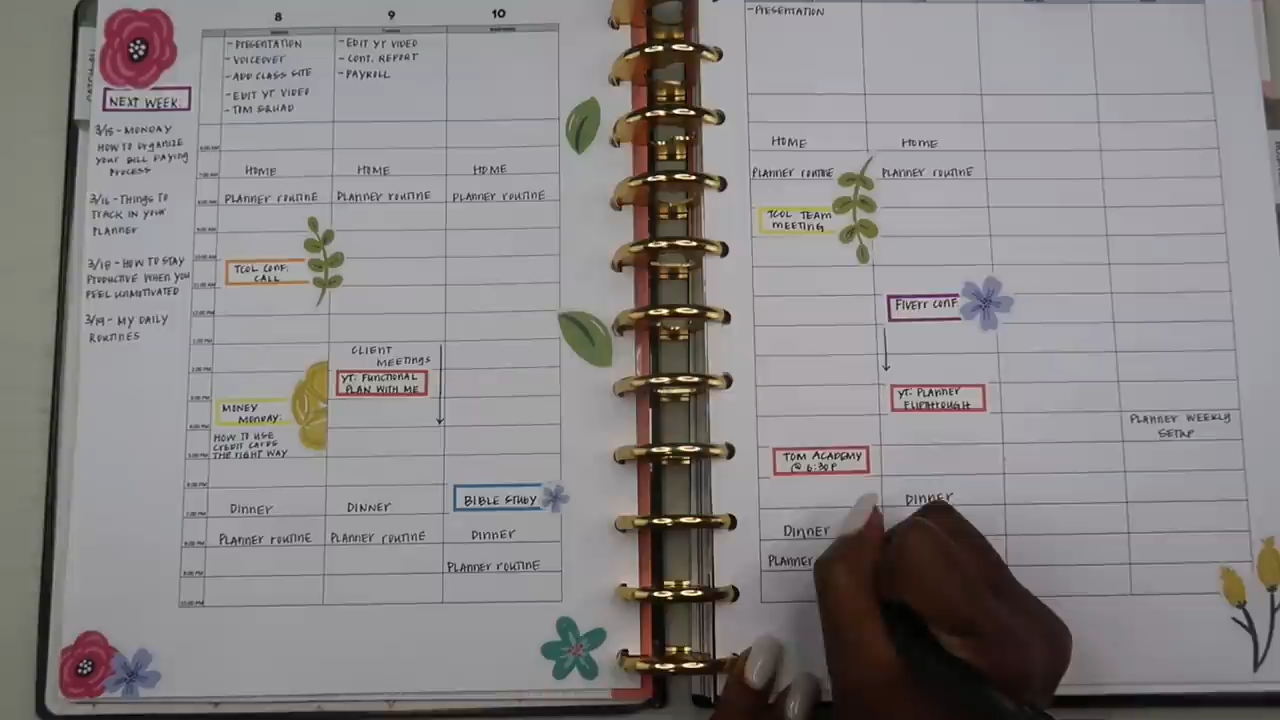 8
9
10
NEXT WEEK:
3/15 - MONDAY
HOW TO ORGANIZE
YOUR BILL PAYING
PROCESS
3/16 - THINGS TO
TRACK IN YOUR
PLANNER
3/18 - HOW TO STAY
PRODUCTIVE WHEN YOU
FEEL UNMOTIVATED
3/19 - MY DAILY
ROUTINES
- PRESENTATION
- VOICEOVER
- ADD CLASS SITE
- EDIT YT VIDEO
- TOM SQUAD
HOME
PLANNER ROUTINE
TCOL CONF.
CALL
MONEY
MONDAY:
HOW TO USE
CREDIT CARDS
THE RIGHT WAY
DINNER
PLANNER ROUTINE
- EDIT YT VIDEO
- CONT. REPORT
- PAYROLL
HOME
PLANNER ROUTINE
CLIENT
MEETINGS
YT: FUNCTIONAL
PLAN WITH ME
DINNER
PLANNER ROUTINE
HOME
PLANNER ROUTINE
BIBLE STUDY
DINNER
PLANNER ROUTINE
- PRESENTATION
HOME
PLANNER ROUTINE
TCOL TEAM
MEETING
TOM ACADEMY
@ 6:30P
DINNER
PLANNER
HOME
PLANNER ROUTINE
FIVERR CONF.
YT: PLANNER
FLIPTHROUGH
DINNER
PLANNER WEEKLY
SETUP